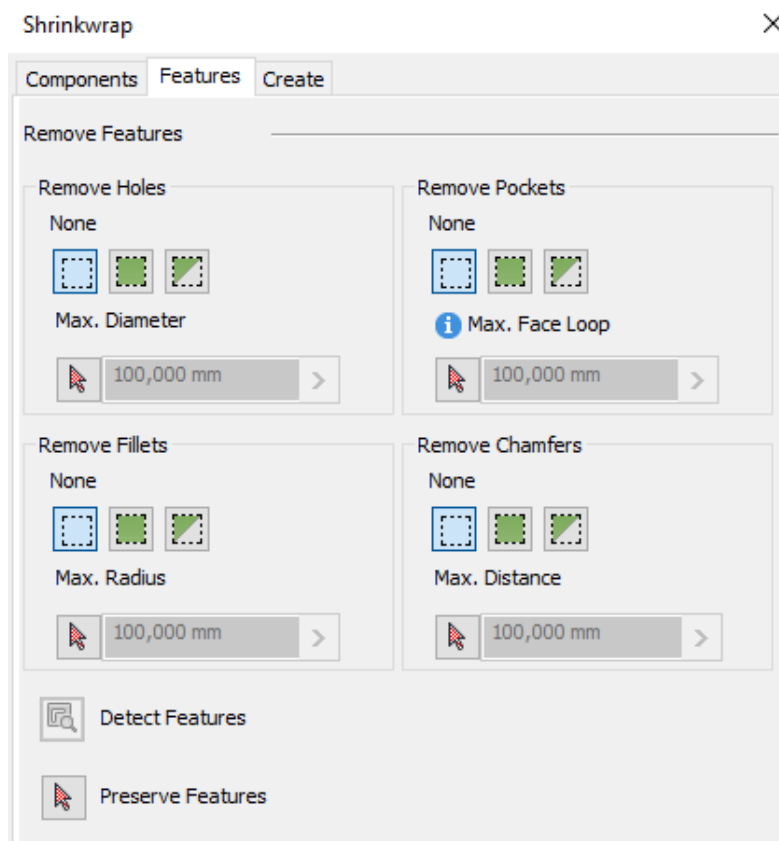 Shrinkwrap
Components Features Create
Remove Features
Remove Holes
None
Max. Diameter
100,000 mm
Remove Pockets
None
Max. Face Loop
100,000 mm
Remove Fillets
None
Max. Radius
100,000 mm
Remove Chamfers
None
Max. Distance
100,000 mm
Detect Features
Preserve Features